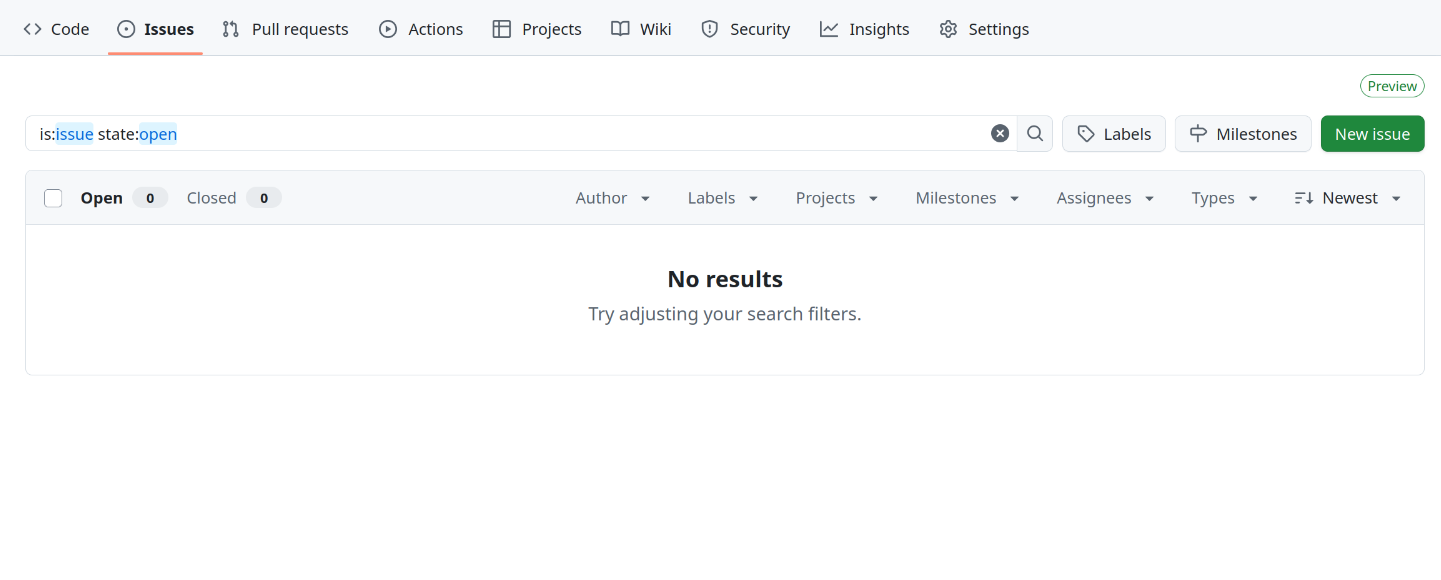 Code Issues Pull requests Actions Projects Wiki Security Insights Settings
Preview
is:issue state:open Labels Milestones New issue
Open 0 Closed 0 Author Labels Projects Milestones Assignees Types Newest
No results
Try adjusting your search filters.